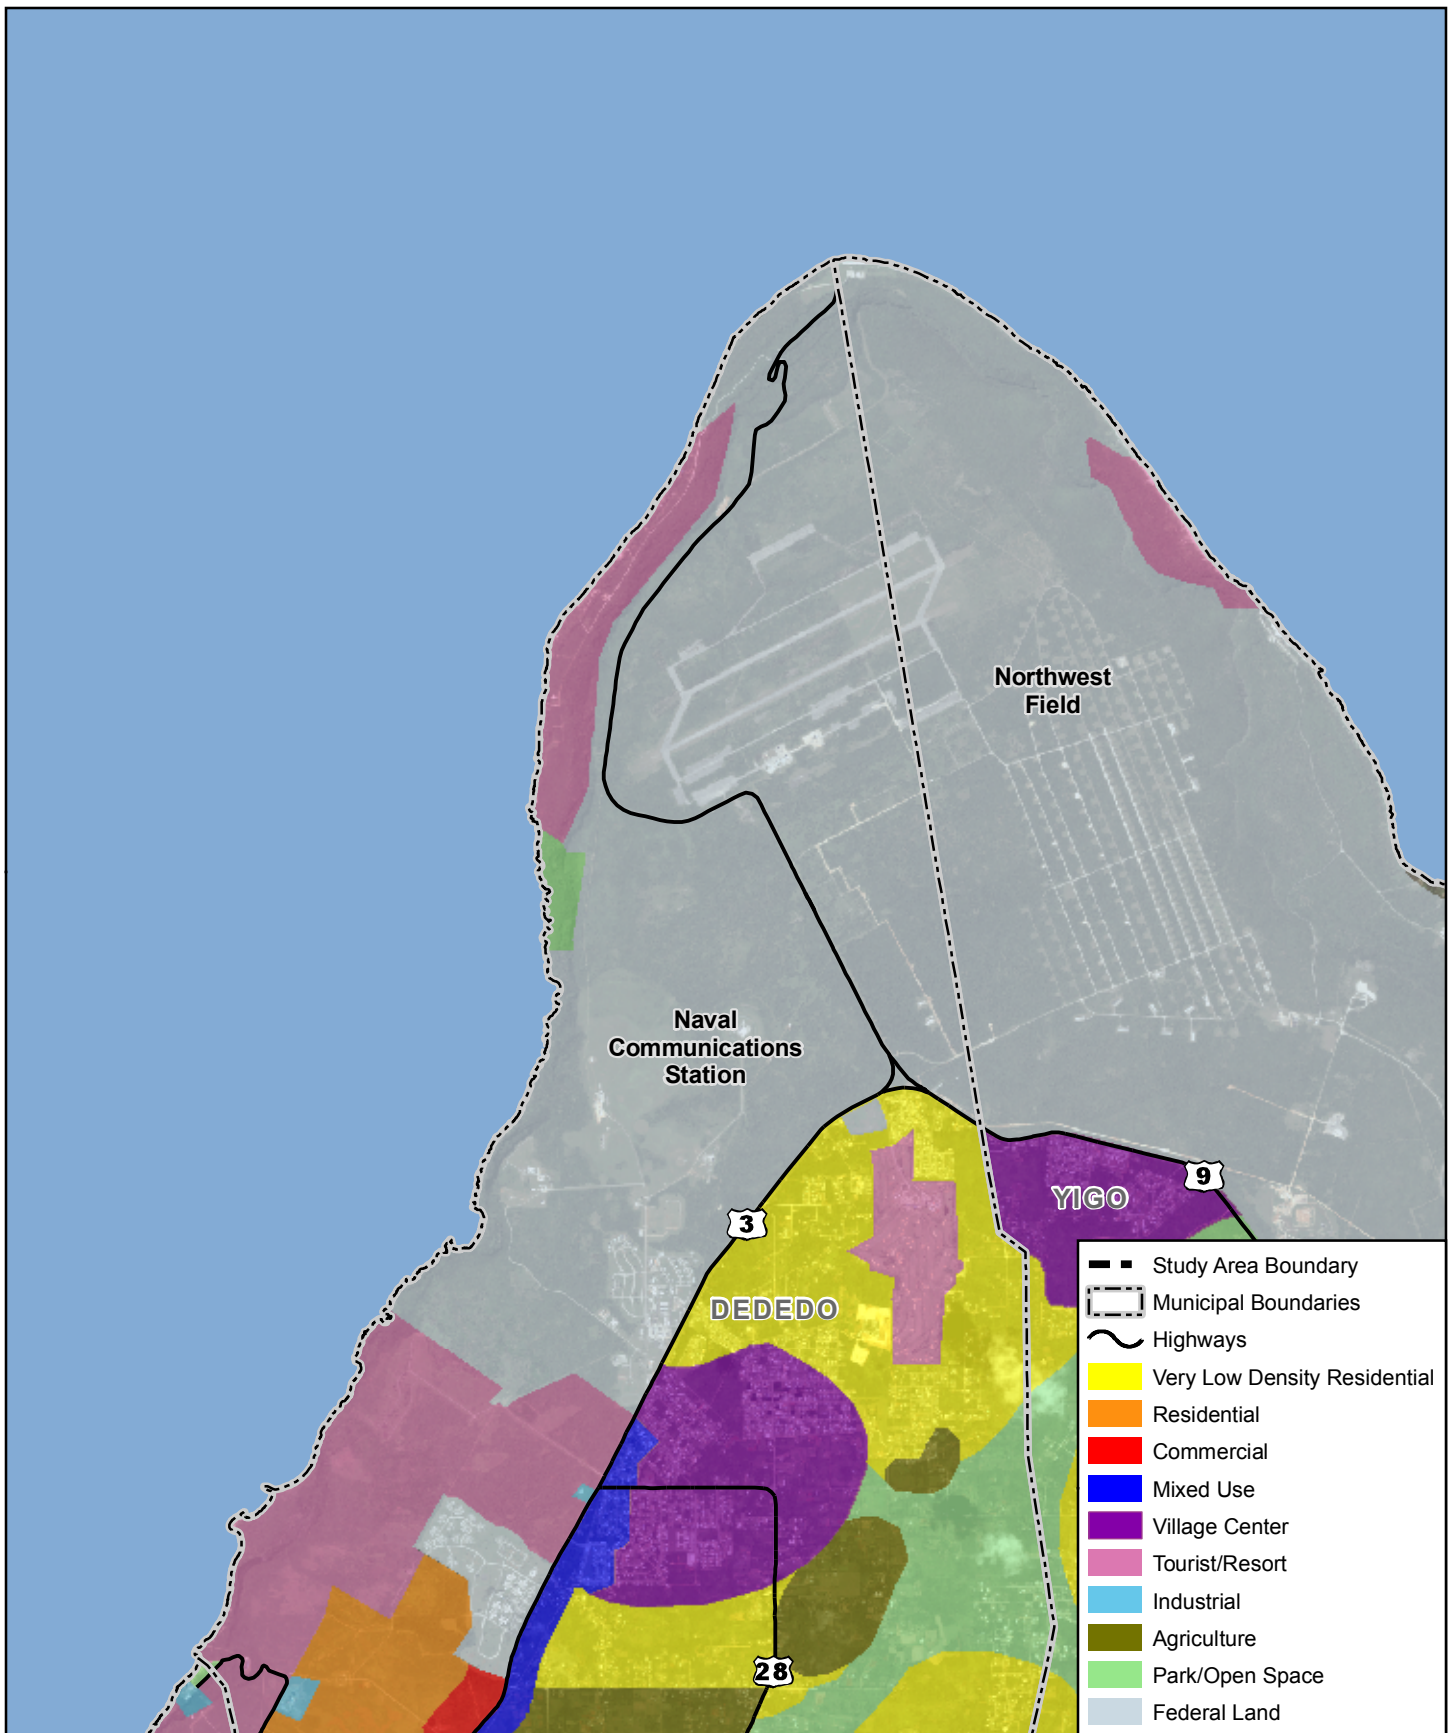 Northwest
Field
Naval
Communications
Station
9
YIGO
3
DEDEDO
28
Study Area Boundary
Municipal Boundaries
Highways
Very Low Density Residential
Residential
Commercial
Mixed Use
Village Center
Tourist/Resort
Industrial
Agriculture
Park/Open Space
Federal Land